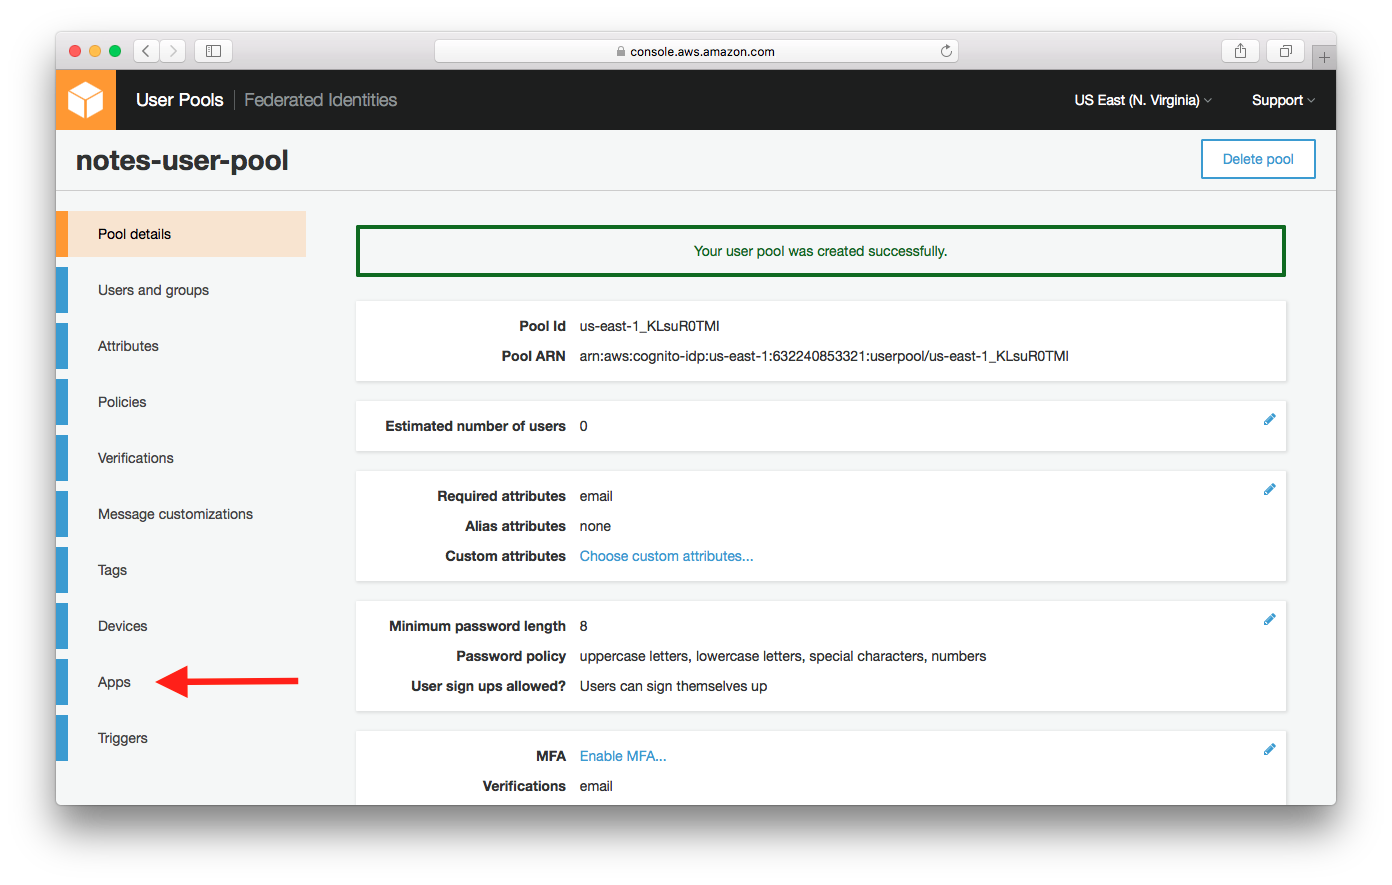 console.aws.amazon.com
User Pools Federated Identities US East (N. Virginia) Support
notes-user-pool Delete pool
Pool details
Users and groups
Attributes
Policies
Verifications
Message customizations
Tags
Devices
Apps
Triggers
Your user pool was created successfully.
Pool Id us-east-1_KLsuR0TMI
Pool ARN arn:aws:cognito-idp:us-east-1:632240853321:userpool/us-east-1_KLsuR0TMI
Estimated number of users 0
Required attributes email
Alias attributes none
Custom attributes Choose custom attributes...
Minimum password length 8
Password policy uppercase letters, lowercase letters, special characters, numbers
User sign ups allowed? Users can sign themselves up
MFA Enable MFA...
Verifications email